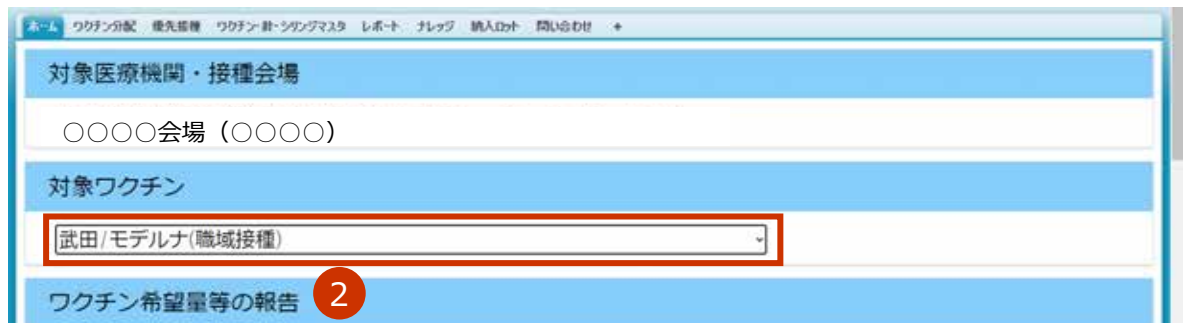 ホーム ワクチン分配 優先接種 ワクチン・針・シリンジマスタ レポート ナレッジ 納入ロット 問い合わせ +
対象医療機関・接種会場
○○○○会場（○○○○）
対象ワクチン
武田/モデルナ(職域接種)
ワクチン希望量等の報告 2